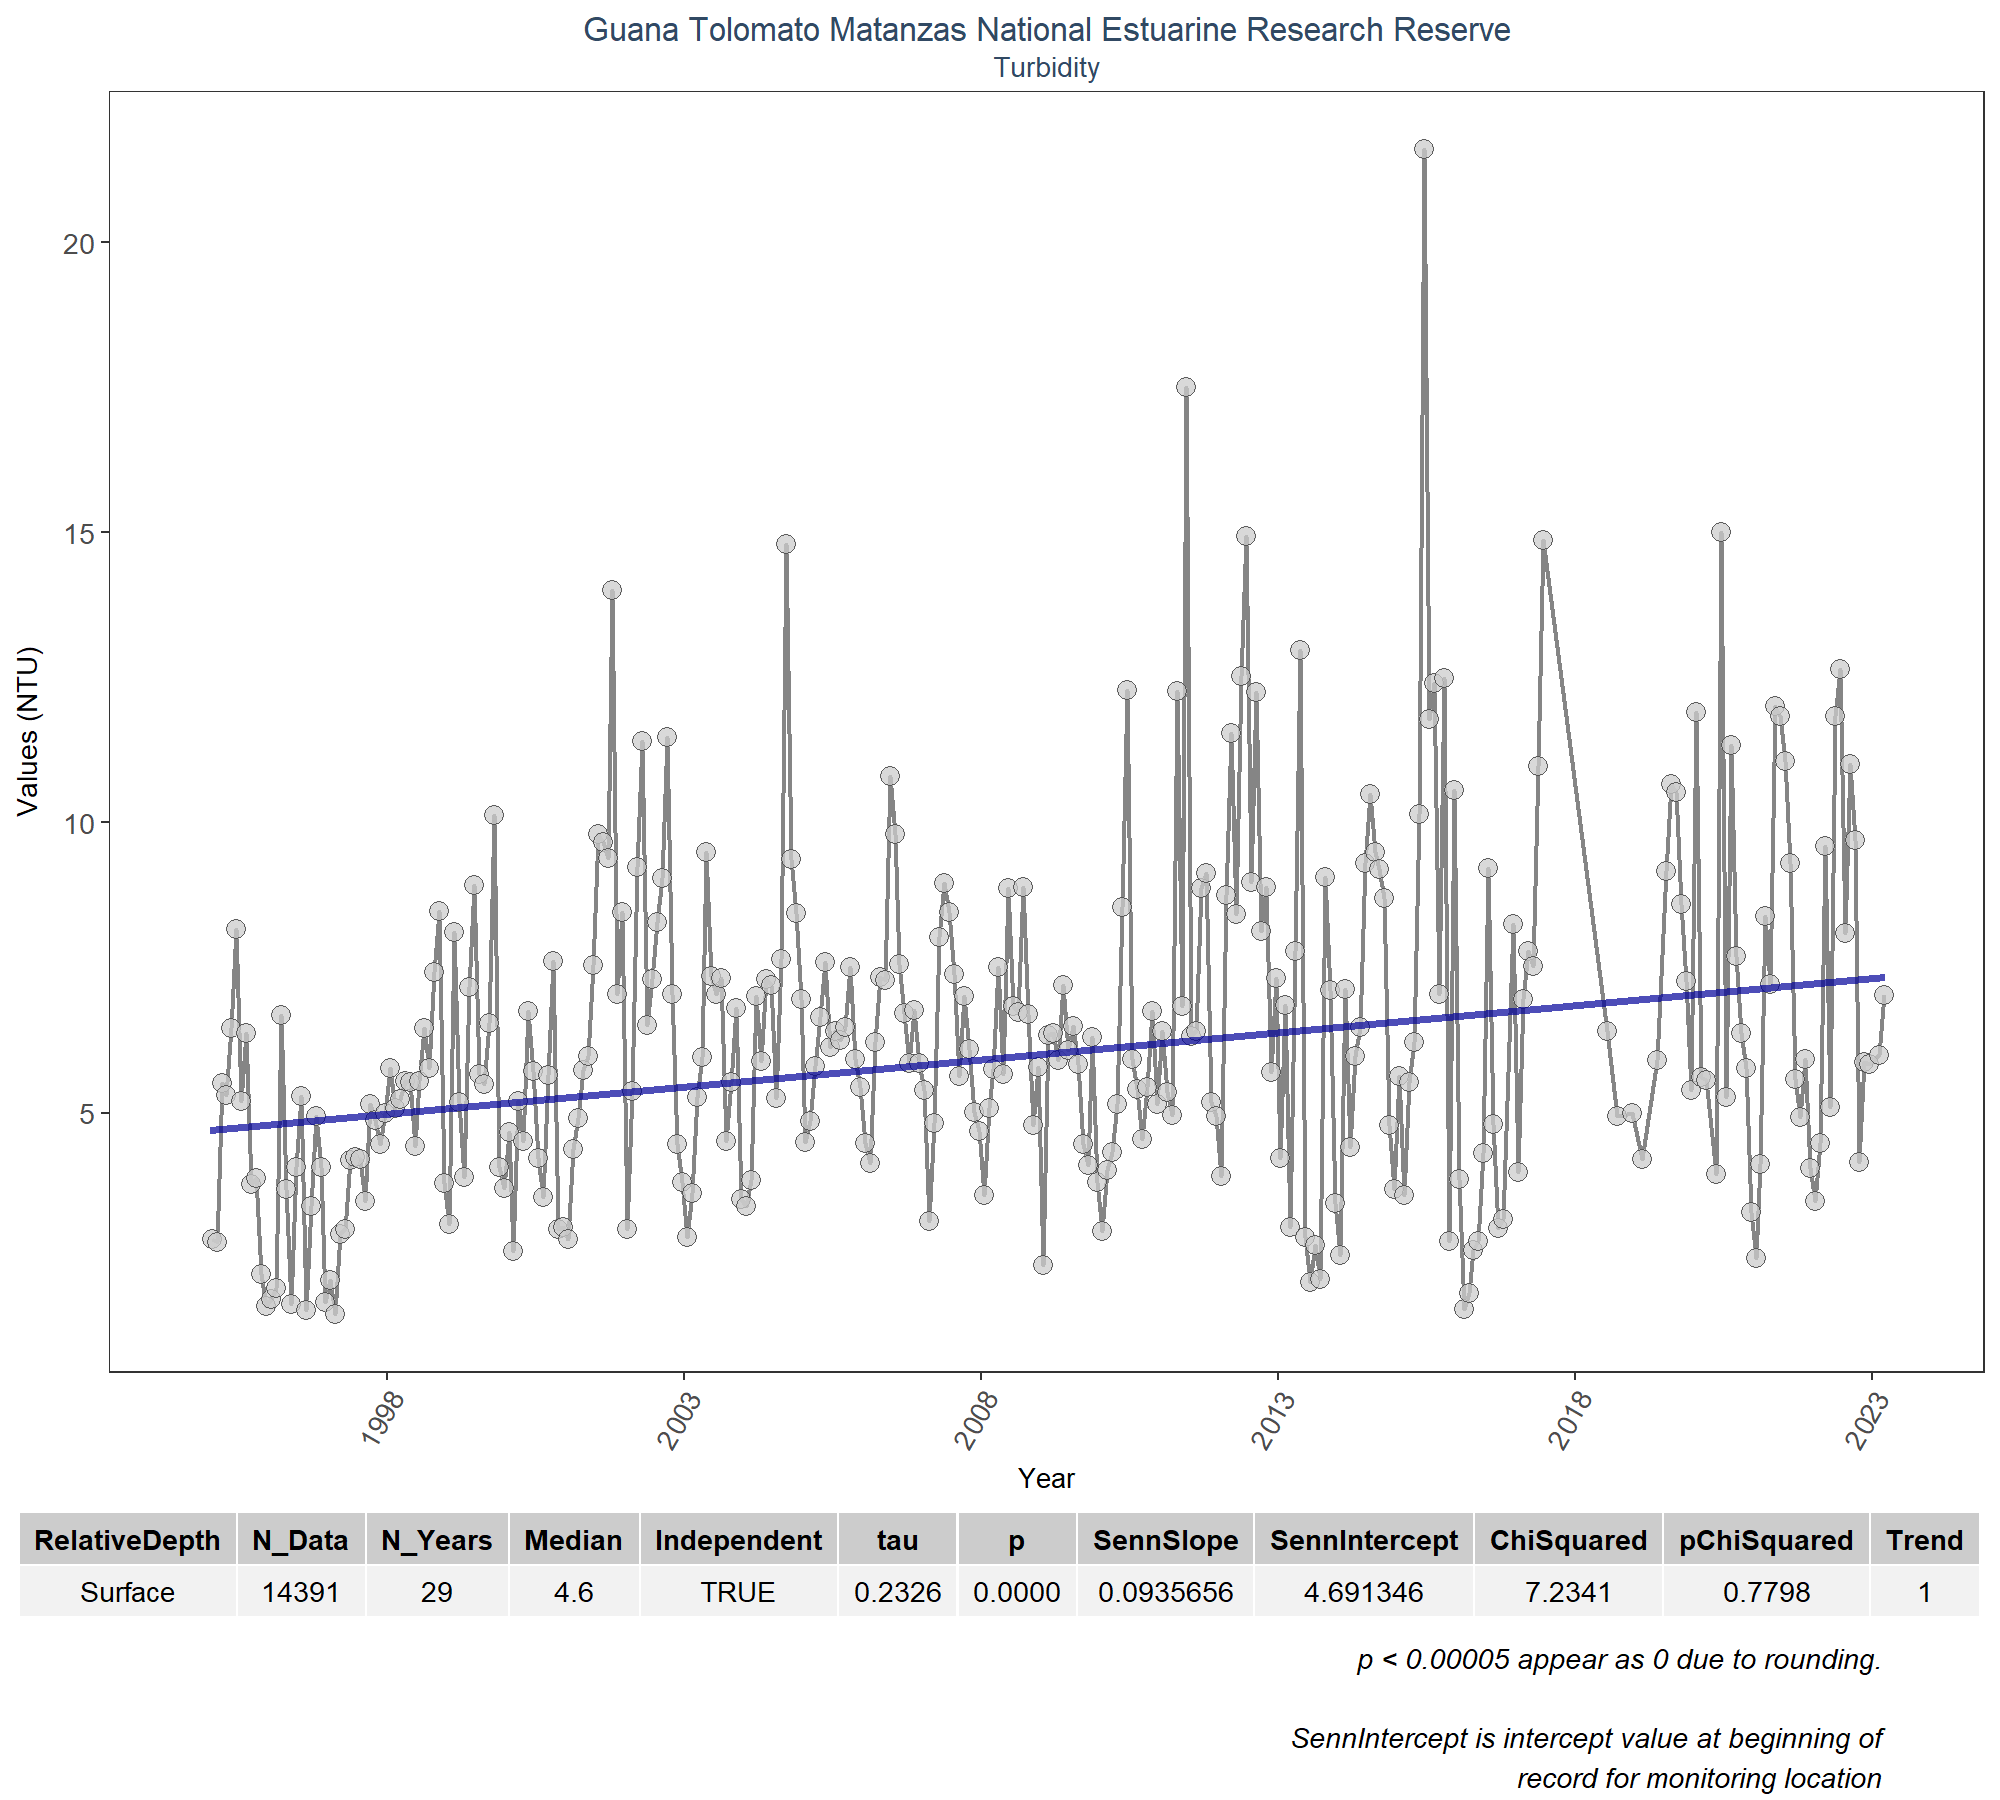 Guana Tolomato Matanzas National Estuarine Research Reserve
Turbidity
Values (NTU)
20
15
10
5
1998 2003 2008 2013 2018 2023
Year
RelativeDepth N_Data N_Years Median Independent tau p SennSlope SennIntercept ChiSquared pChiSquared Trend
Surface 14391 29 4.6 TRUE 0.2326 0.0000 0.0935656 4.691346 7.2341 0.7798 1
p < 0.00005 appear as 0 due to rounding.
SennIntercept is intercept value at beginning of
record for monitoring location